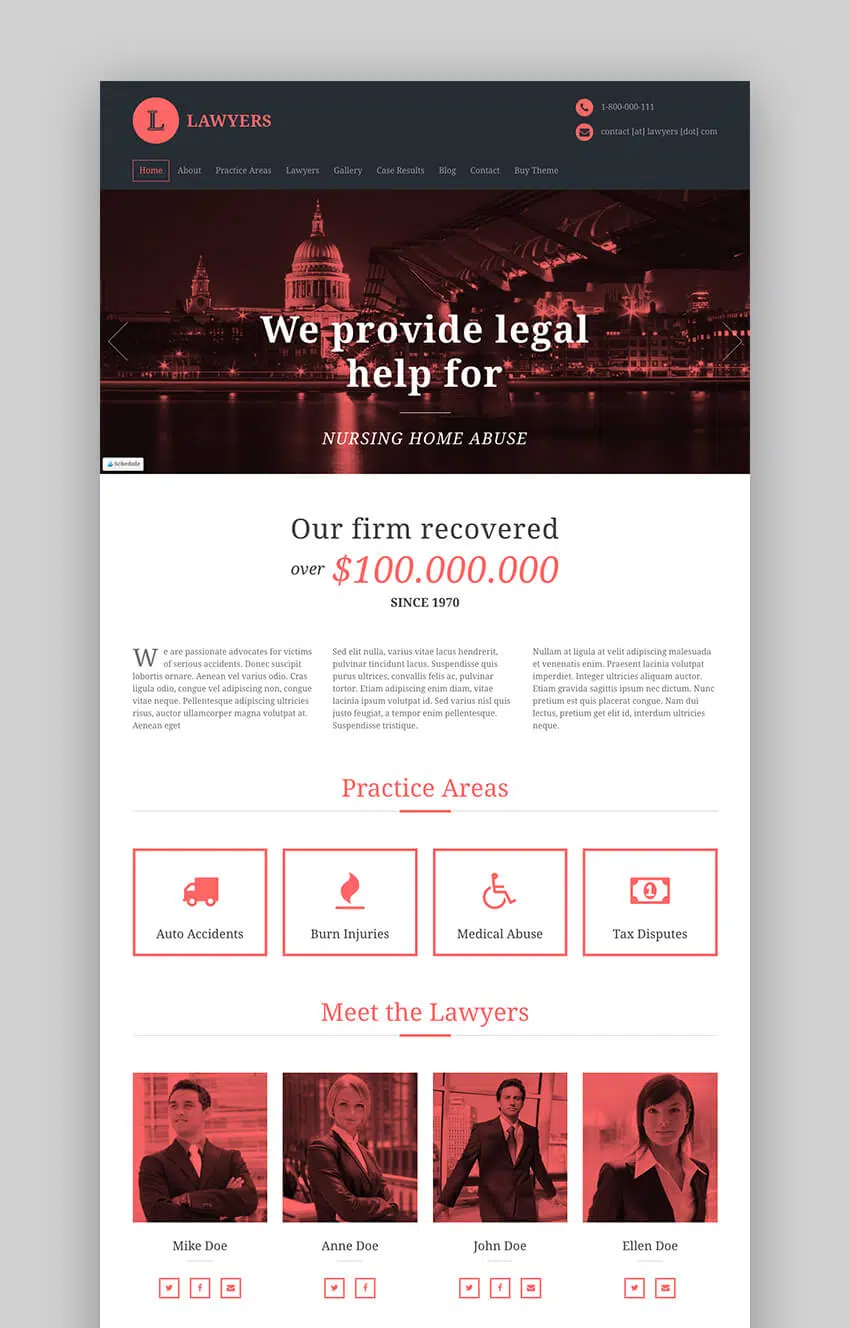 L LAWYERS
1-800-000-111
contact [at] lawyers [dot] com
Home About Practice Areas Lawyers Gallery Case Results Blog Contact Buy Theme
We provide legal
help for
NURSING HOME ABUSE
Schedule
Our firm recovered
over $100.000.000
SINCE 1970
We are passionate advocates for victims
of serious accidents. Donec suscipit
lobortis ornare. Aenean vel varius odio. Cras
ligula odio, congue vel adipiscing non, congue
vitae neque. Pellentesque adipiscing ultricies
risus, auctor ullamcorper magna volutpat at.
Aenean eget
Sed elit nulla, varius vitae lacus hendrerit,
pulvinar tincidunt lacus. Suspendisse quis
purus ultrices, convallis felis ac, pulvinar
tortor. Etiam adipiscing enim diam, vitae
lacinia ipsum volutpat id. Sed varius nisl quis
justo feugiat, a tempor enim pellentesque.
Suspendisse tristique.
Nullam at ligula at velit adipiscing malesuada
et venenatis enim. Praesent lacinia volutpat
imperdiet. Integer ultricies aliquam auctor.
Etiam gravida sagittis ipsum nec dictum. Nunc
pretium est quis placerat congue. Nam dui
lectus, pretium get elit id, interdum ultricies
neque.
Practice Areas
1
Auto Accidents Burn Injuries Medical Abuse Tax Disputes
Meet the Lawyers
Mike Doe Anne Doe John Doe Ellen Doe